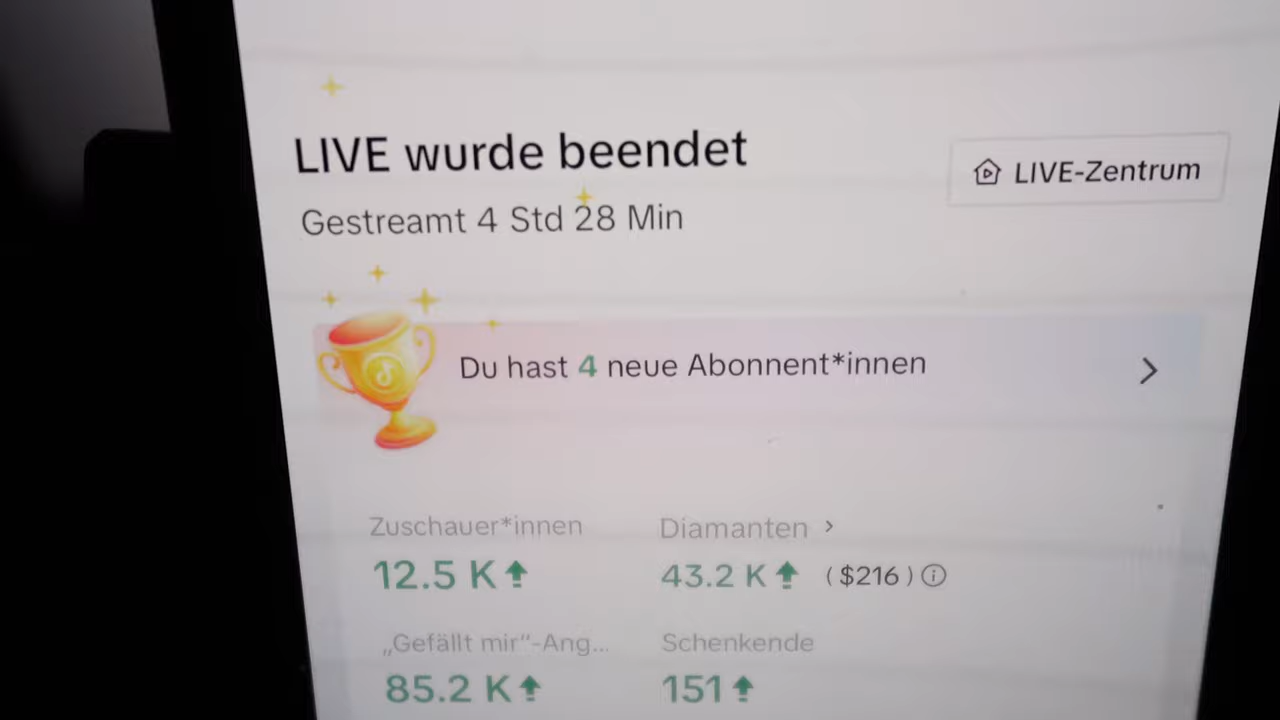 LIVE wurde beendet
LIVE-Zentrum
Gestreamt 4 Std 28 Min
Du hast 4 neue Abonnent*innen
Zuschauer*innen
12.5 K
Diamanten
43.2 K ($216)
„Gefällt mir“-Ang...
85.2 K
Schenkende
151